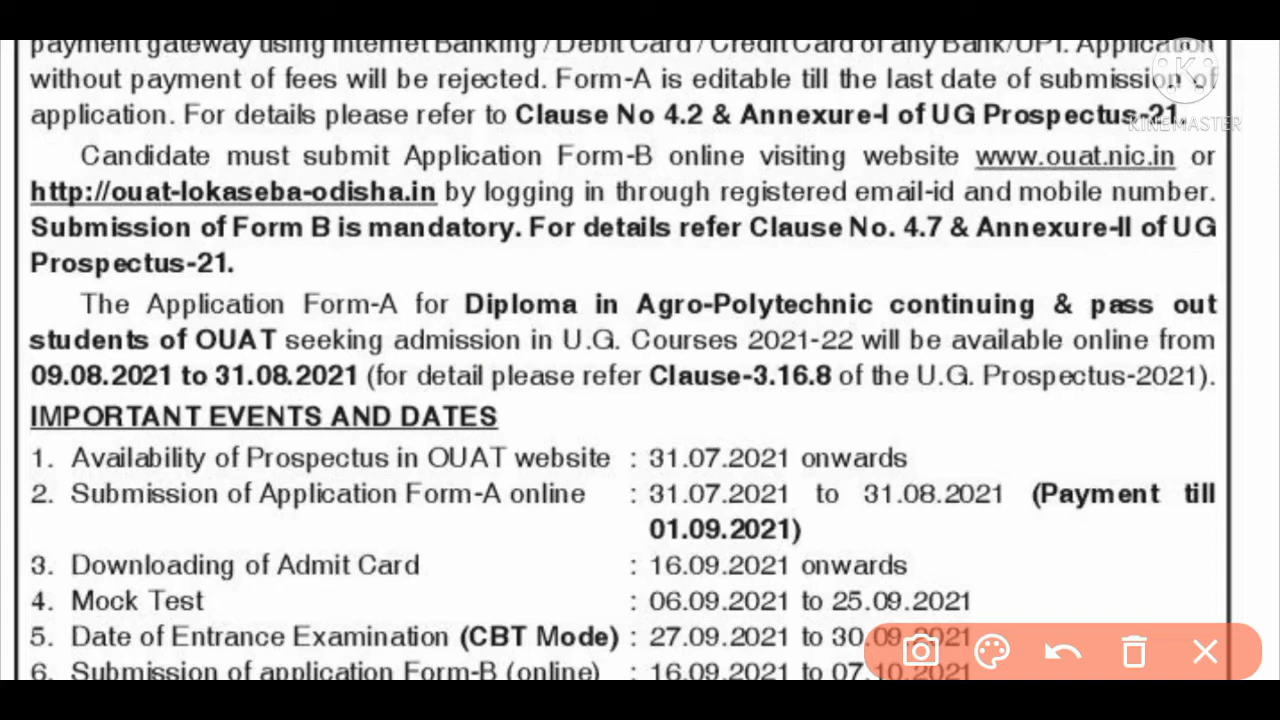 payment gateway using Internet Banking / Debit Card / Credit Card of any Bank/UPI. Application
without payment of fees will be rejected. Form-A is editable till the last date of submission of
application. For details please refer to Clause No 4.2 & Annexure-I of UG Prospectus-21.
KINEMASTER
Candidate must submit Application Form-B online visiting website www.ouat.nic.in or
http://ouat-lokaseba-odisha.in by logging in through registered email-id and mobile number.
Submission of Form B is mandatory. For details refer Clause No. 4.7 & Annexure-II of UG
Prospectus-21.
The Application Form-A for Diploma in Agro-Polytechnic continuing & pass out
students of OUAT seeking admission in U.G. Courses 2021-22 will be available online from
09.08.2021 to 31.08.2021 (for detail please refer Clause-3.16.8 of the U.G. Prospectus-2021).
IMPORTANT EVENTS AND DATES
1. Availability of Prospectus in OUAT website : 31.07.2021 onwards
2. Submission of Application Form-A online : 31.07.2021 to 31.08.2021 (Payment till
01.09.2021)
3. Downloading of Admit Card : 16.09.2021 onwards
4. Mock Test : 06.09.2021 to 25.09.2021
5. Date of Entrance Examination (CBT Mode) : 27.09.2021 to 30.09.2021
6. Submission of application Form-B (online) : 16.09.2021 to 07.10.2021